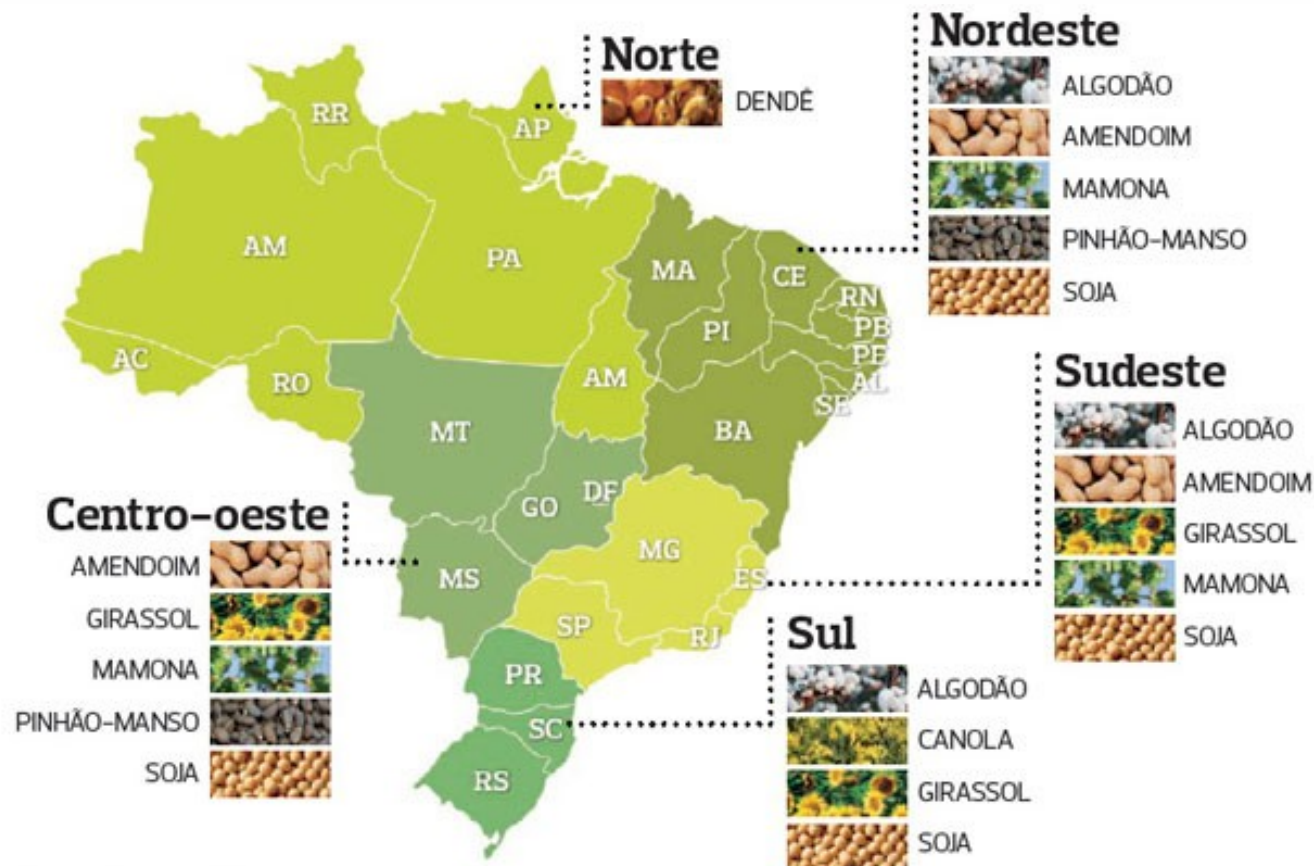 Norte
DENDÊ
Nordeste
ALGODÃO
AMENDOIM
MAMONA
PINHÃO-MANSO
SOJA
Sudeste
ALGODÃO
AMENDOIM
GIRASSOL
MAMONA
SOJA
Centro-oeste
AMENDOIM
GIRASSOL
MAMONA
PINHÃO-MANSO
SOJA
Sul
ALGODÃO
CANOLA
GIRASSOL
SOJA
RR
AP
AM
PA
MA
CE
RN
PI
PB
PE
AC
RO
AM
AL
SE
MT
BA
GO
DF
MG
MS
ES
SP
RJ
PR
SC
RS